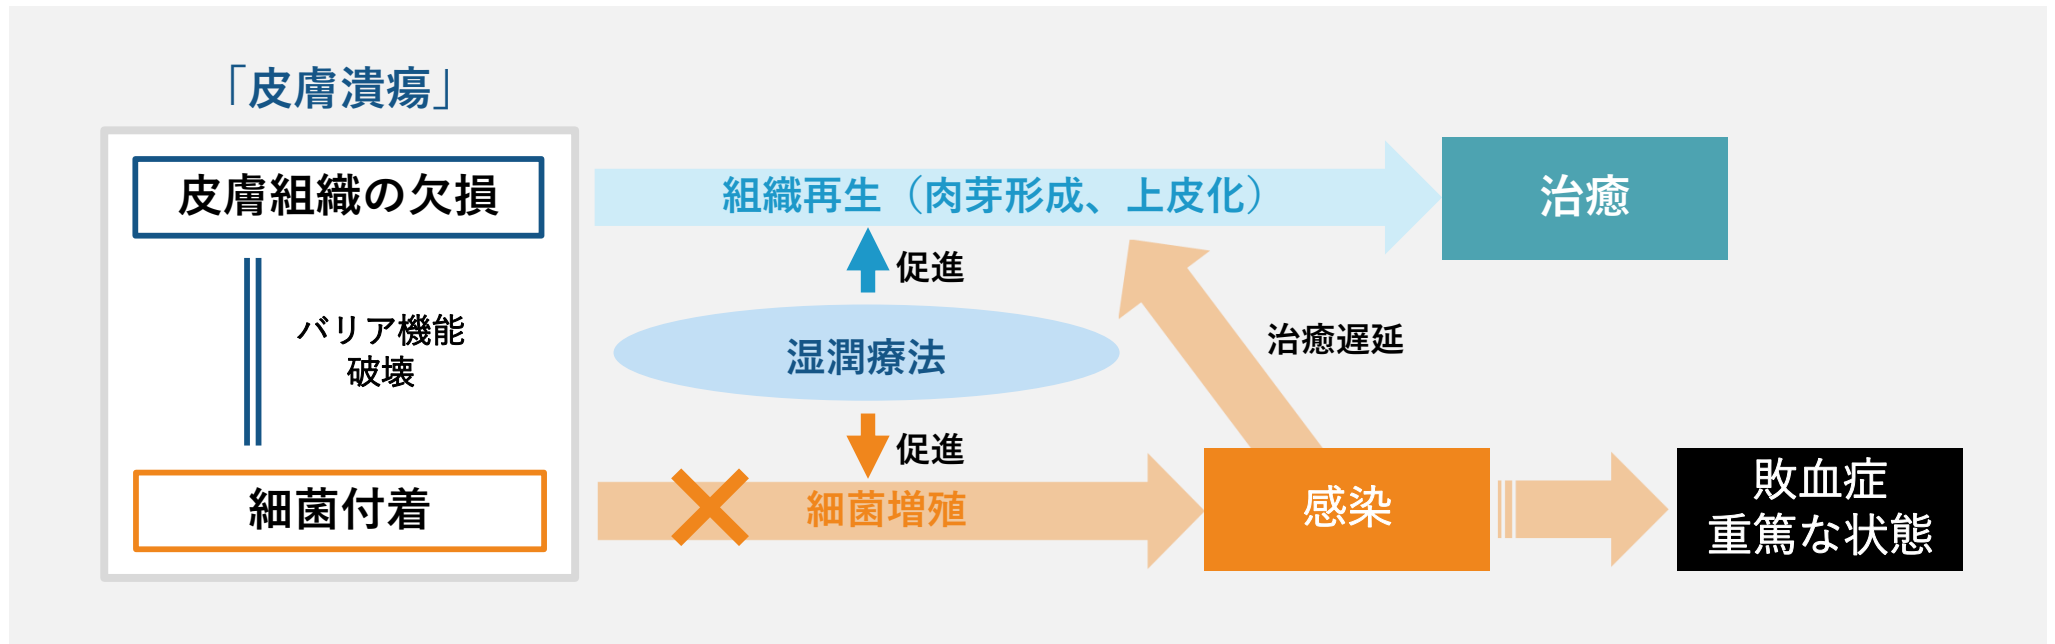 「皮膚潰瘍」
皮膚組織の欠損
バリア機能
破壊
細菌付着
組織再生（肉芽形成、上皮化）
促進
湿潤療法
促進
細菌増殖
治癒
治癒遅延
感染
敗血症
重篤な状態